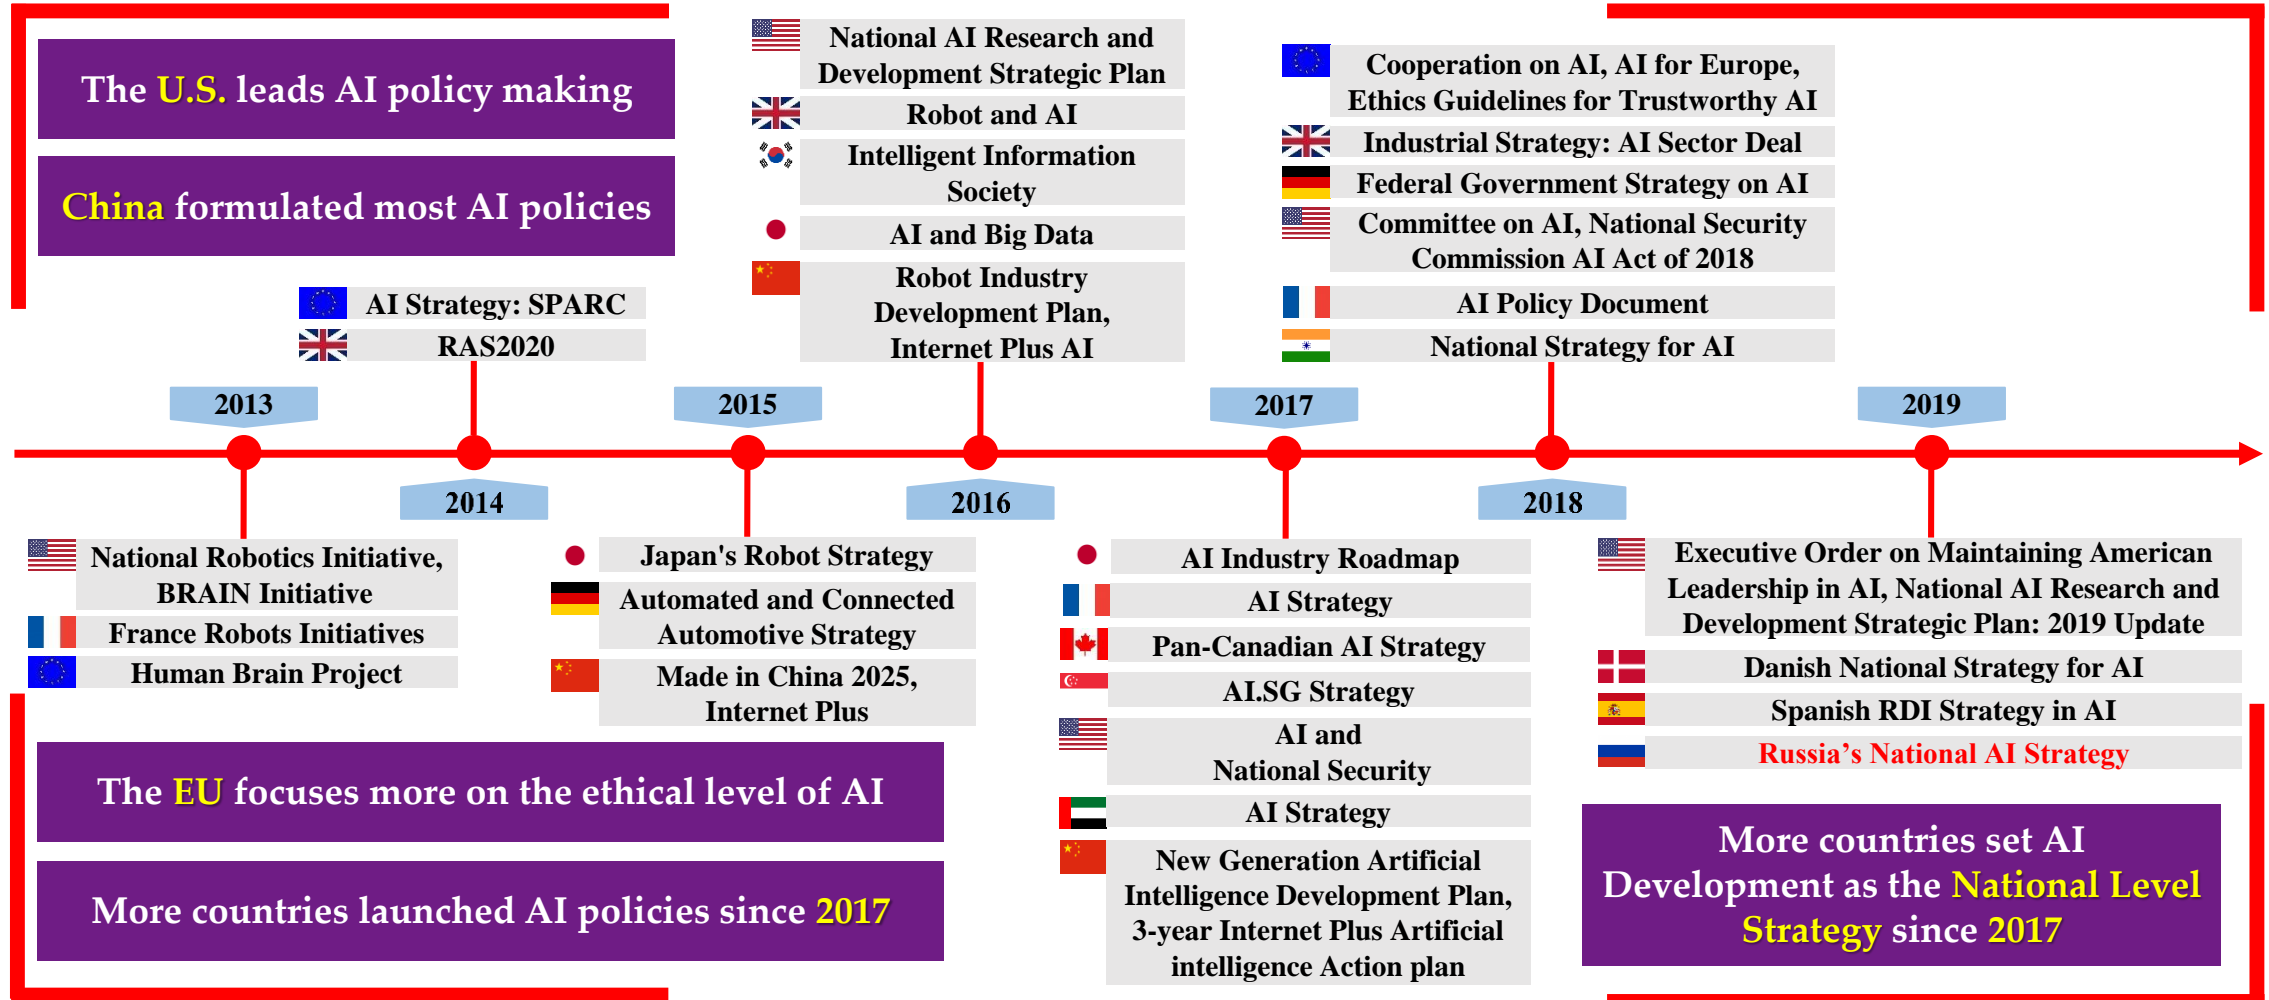 The U.S. leads AI policy making
China formulated most AI policies
AI Strategy: SPARC
RAS2020
National AI Research and
Development Strategic Plan
Robot and AI
Intelligent Information
Society
AI and Big Data
Robot Industry
Development Plan,
Internet Plus AI
Cooperation on AI, AI for Europe,
Ethics Guidelines for Trustworthy AI
Industrial Strategy: AI Sector Deal
Federal Government Strategy on AI
Committee on AI, National Security
Commission AI Act of 2018
AI Policy Document
National Strategy for AI
2013
2015
2017
2019
2014
2016
2018
National Robotics Initiative,
BRAIN Initiative
France Robots Initiatives
Human Brain Project
Japan's Robot Strategy
Automated and Connected
Automotive Strategy
Made in China 2025,
Internet Plus
AI Industry Roadmap
AI Strategy
Pan-Canadian AI Strategy
AI.SG Strategy
AI and
National Security
AI Strategy
New Generation Artificial
Intelligence Development Plan,
3-year Internet Plus Artificial
intelligence Action plan
Executive Order on Maintaining American
Leadership in AI, National AI Research and
Development Strategic Plan: 2019 Update
Danish National Strategy for AI
Spanish RDI Strategy in AI
Russia’s National AI Strategy
The EU focuses more on the ethical level of AI
More countries launched AI policies since 2017
More countries set AI
Development as the National Level
Strategy since 2017